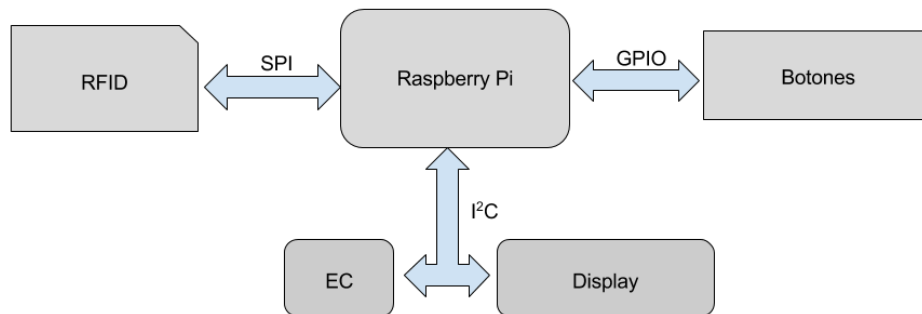 RFID
SPI
Raspberry Pi
GPIO
Botones
I²C
EC
Display